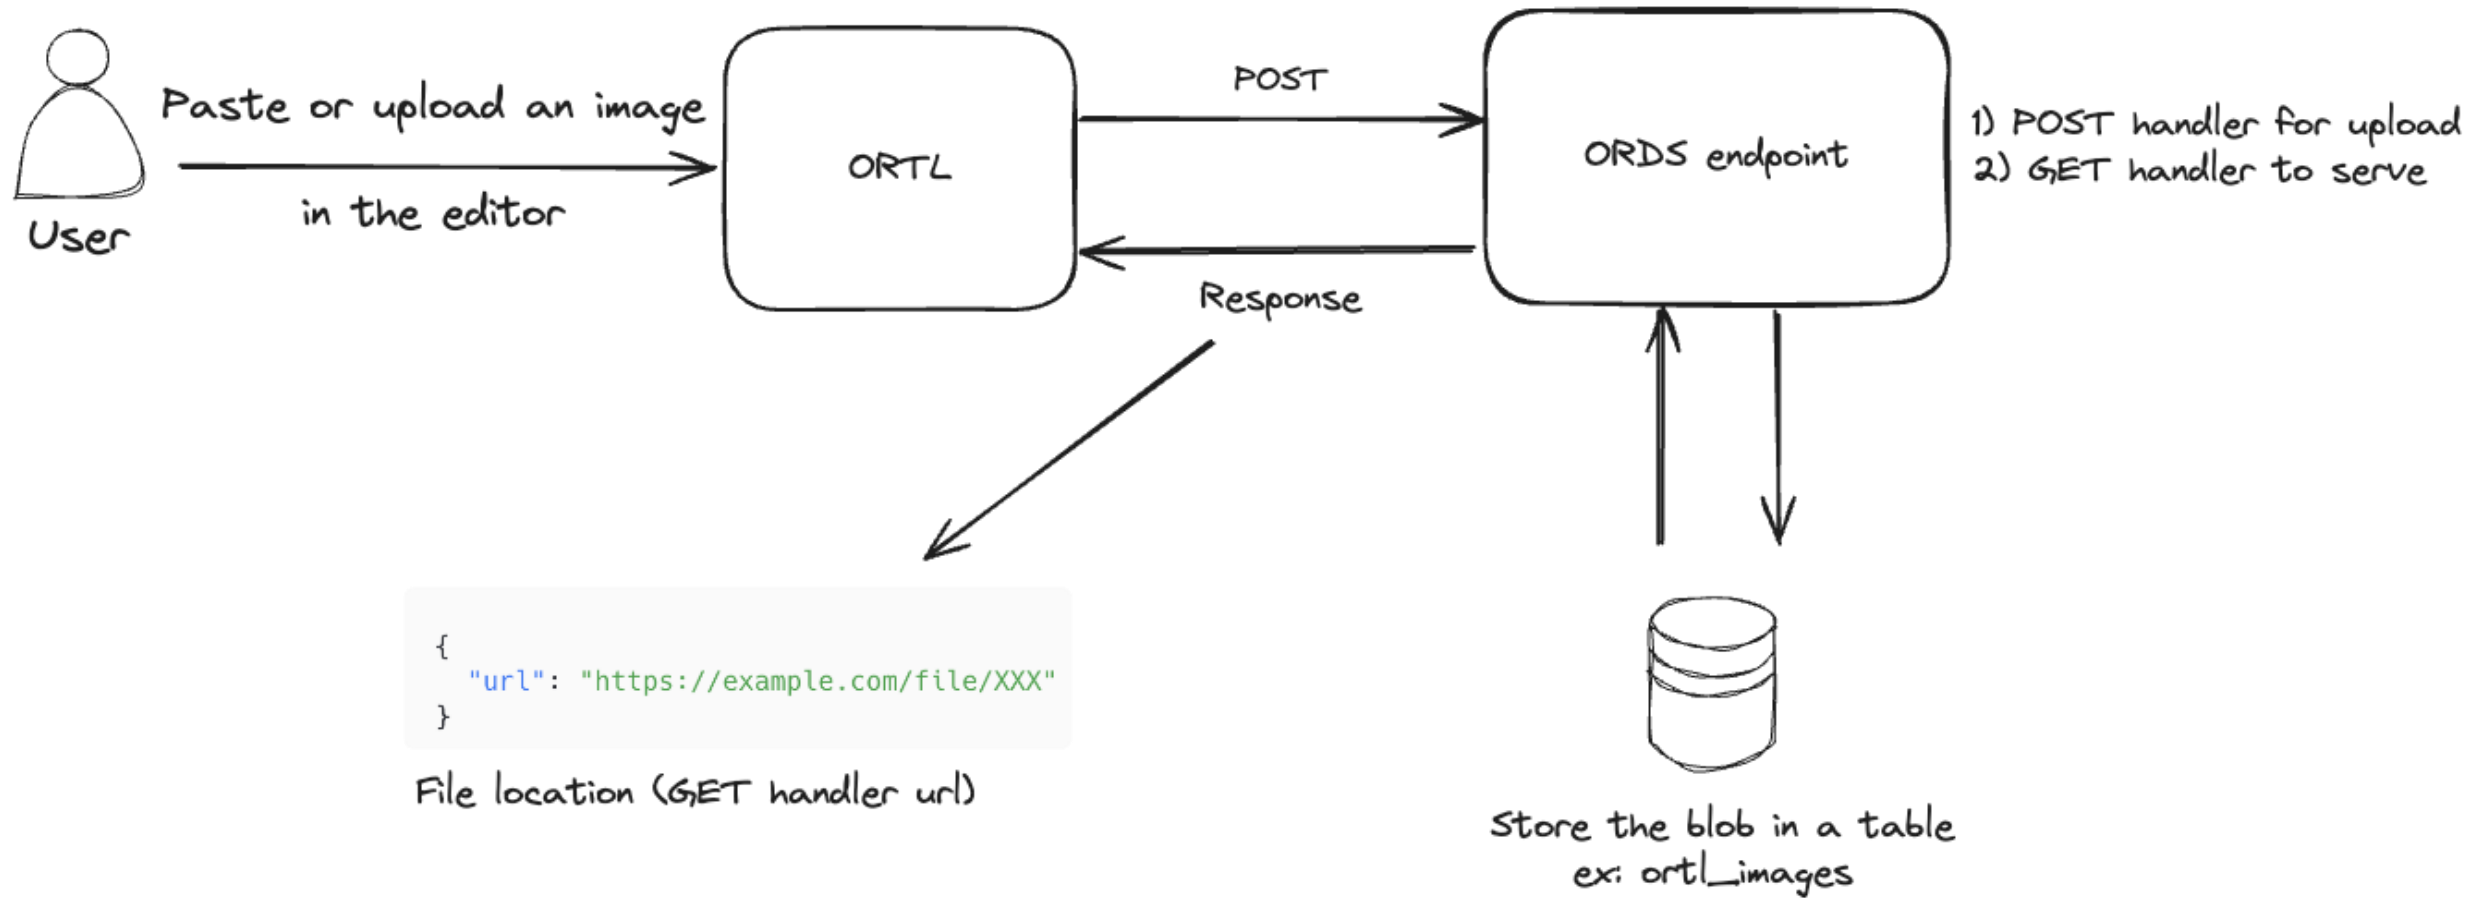 Paste or upload an image
in the editor
User
ORTL
POST
Response
ORDS endpoint
1) POST handler for upload
2) GET handler to serve
{
"url": "https://example.com/file/XXX"
}
File location (GET handler url)
Store the blob in a table
ex: ortl_images